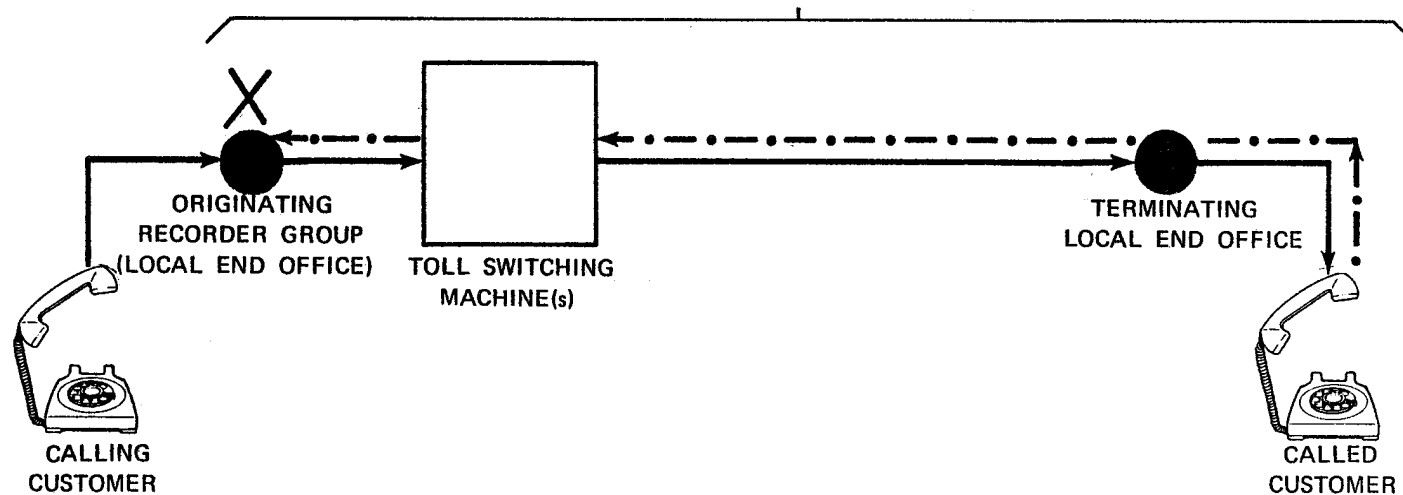 ORIGINATING
RECORDER GROUP
(LOCAL END OFFICE)
TOLL SWITCHING
MACHINE(s)
TERMINATING
LOCAL END OFFICE
CALLING
CUSTOMER
CALLED
CUSTOMER